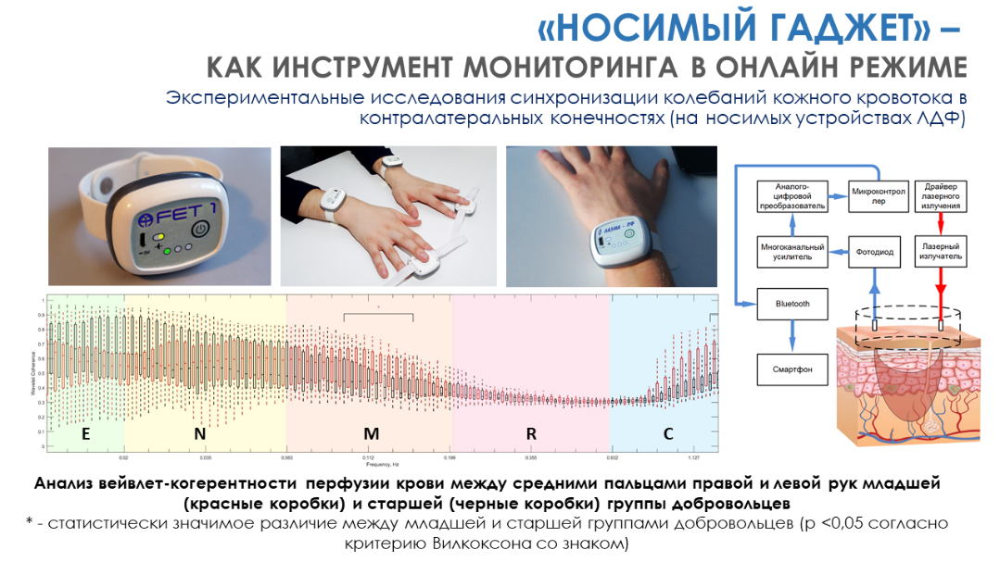 «НОСИМЫЙ ГАДЖЕТ» –
КАК ИНСТРУМЕНТ МОНИТОРИНГА В ОНЛАЙН РЕЖИМЕ
Экспериментальные исследования синхронизации колебаний кожного кровотока в
контралатеральных конечностях (на носимых устройствах ЛДФ)
FET 1
ЛАЗМА - ПФ
Аналого-
цифровой
преобразователь
Микроконтрол
лер
Драйвер
лазерного
излучения
Многоканальный
усилитель
Фотодиод
Лазерный
излучатель
Bluetooth
Смартфон
Wavelet Coherence
1
0.9
0.8
0.7
0.6
0.5
0.4
0.3
0.2
0.1
0
*
E N M R C
0.02 0.035 0.063 0.112 0.199 0.355 0.632 1.127
Frequency, Hz
Анализ вейвлет-когерентности перфузии крови между средними пальцами правой и левой рук младшей
(красные коробки) и старшей (черные коробки) группы добровольцев
* - статистически значимое различие между младшей и старшей группами добровольцев (p <0,05 согласно
критерию Вилкоксона со знаком)